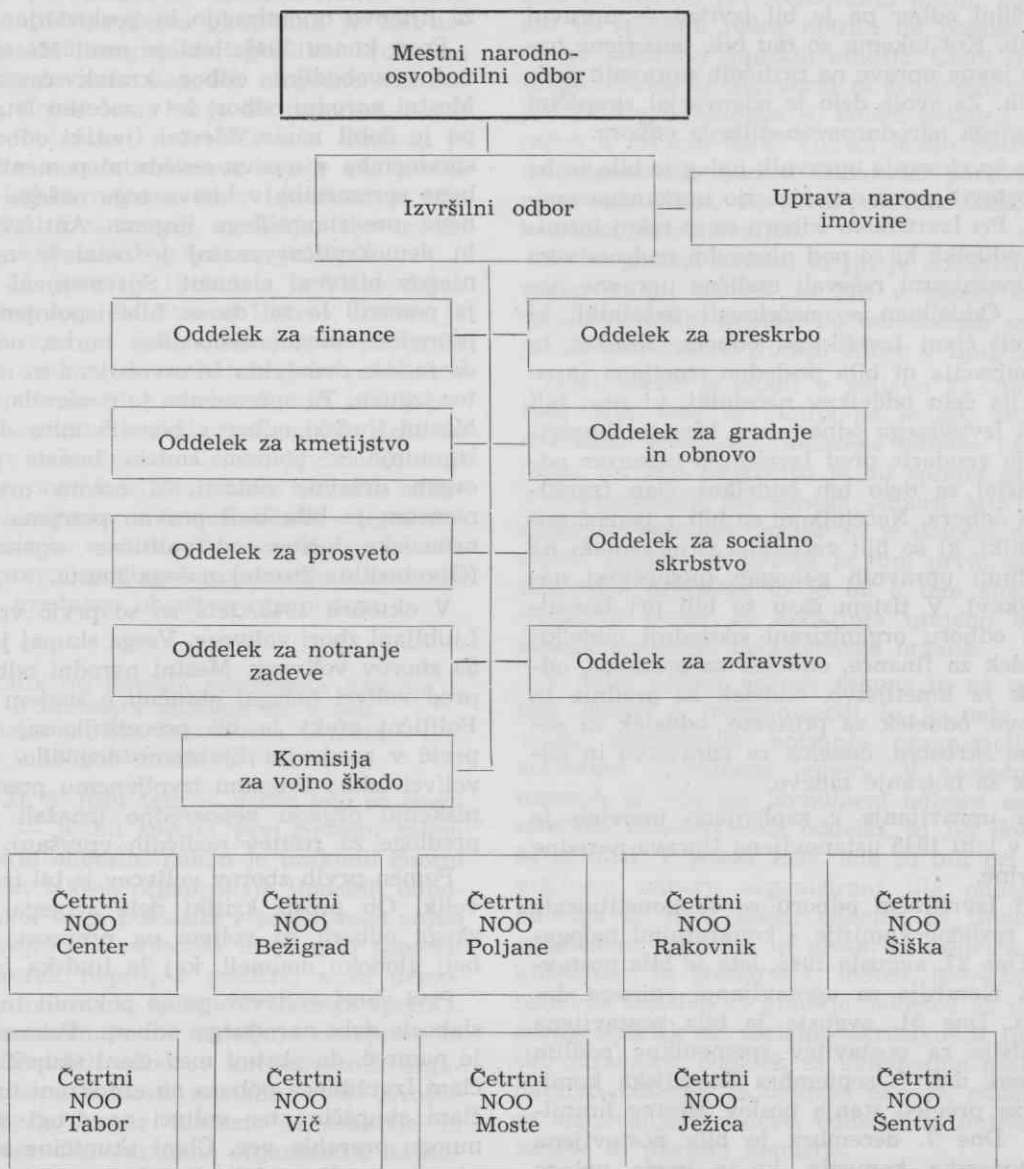 Mestni narodno-
osvobodilni odbor
Izvršilni odbor
Uprava narodne
imovine
Oddelek za finance
Oddelek za preskrbo
Oddelek za kmetijstvo
Oddelek za gradnje
in obnovo
Oddelek za prosveto
Oddelek za socialno
skrbstvo
Oddelek za notranje
zadeve
Oddelek za zdravstvo
Komisija
za vojno škodo
Četrtni
NOO
Center
Četrtni
NOO
Bežigrad
Četrtni
NOO
Poljane
Četrtni
NOO
Rakovnik
Četrtni
NOO
Šiška
Četrtni
NOO
Tabor
Četrtni
NOO
Vič
Četrtni
NOO
Moste
Četrtni
NOO
Ježica
Četrtni
NOO
Sentvid